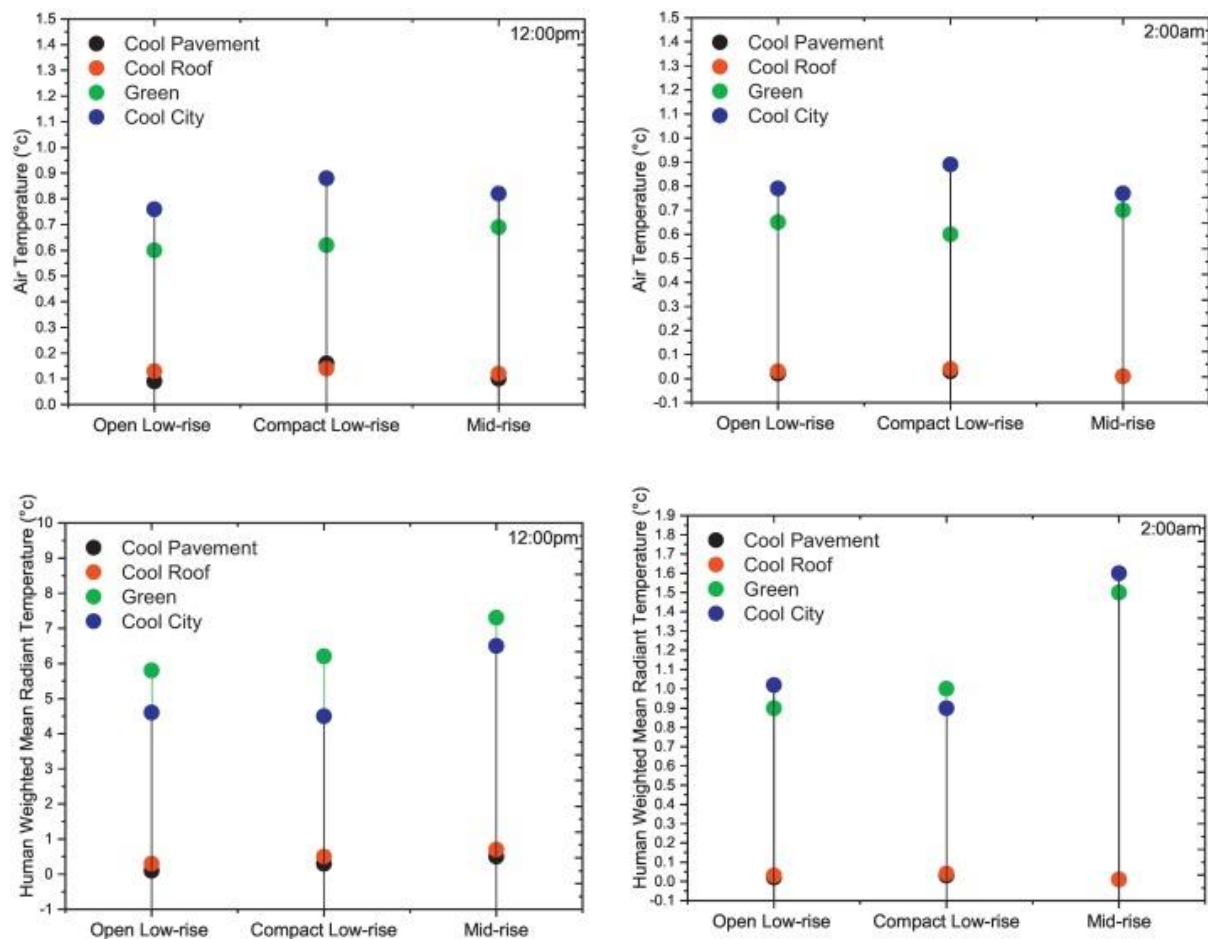 12:00pm
Cool Pavement
Cool Roof
Green
Cool City
Air Temperature (°c)
1.5
1.4
1.3
1.2
1.1
1.0
0.9
0.8
0.7
0.6
0.5
0.4
0.3
0.2
0.1
0.0
Open Low-rise Compact Low-rise Mid-rise
2:00am
Cool Pavement
Cool Roof
Green
Cool City
Air Temperature (°c)
1.5
1.4
1.3
1.2
1.1
1.0
0.9
0.8
0.7
0.6
0.5
0.4
0.3
0.2
0.1
0.0
-0.1
Open Low-rise Compact Low-rise Mid-rise
12:00pm
Cool Pavement
Cool Roof
Green
Cool City
Human Weighted Mean Radiant Temperature (°c)
10
9
8
7
6
5
4
3
2
1
0
-1
Open Low-rise Compact Low-rise Mid-rise
2:00am
Cool Pavement
Cool Roof
Green
Cool City
Human Weighted Mean Radiant Temperature (°c)
1.9
1.8
1.7
1.6
1.5
1.4
1.3
1.2
1.1
1.0
0.9
0.8
0.7
0.6
0.5
0.4
0.3
0.2
0.1
0.0
-0.1
Open Low-rise Compact Low-rise Mid-rise